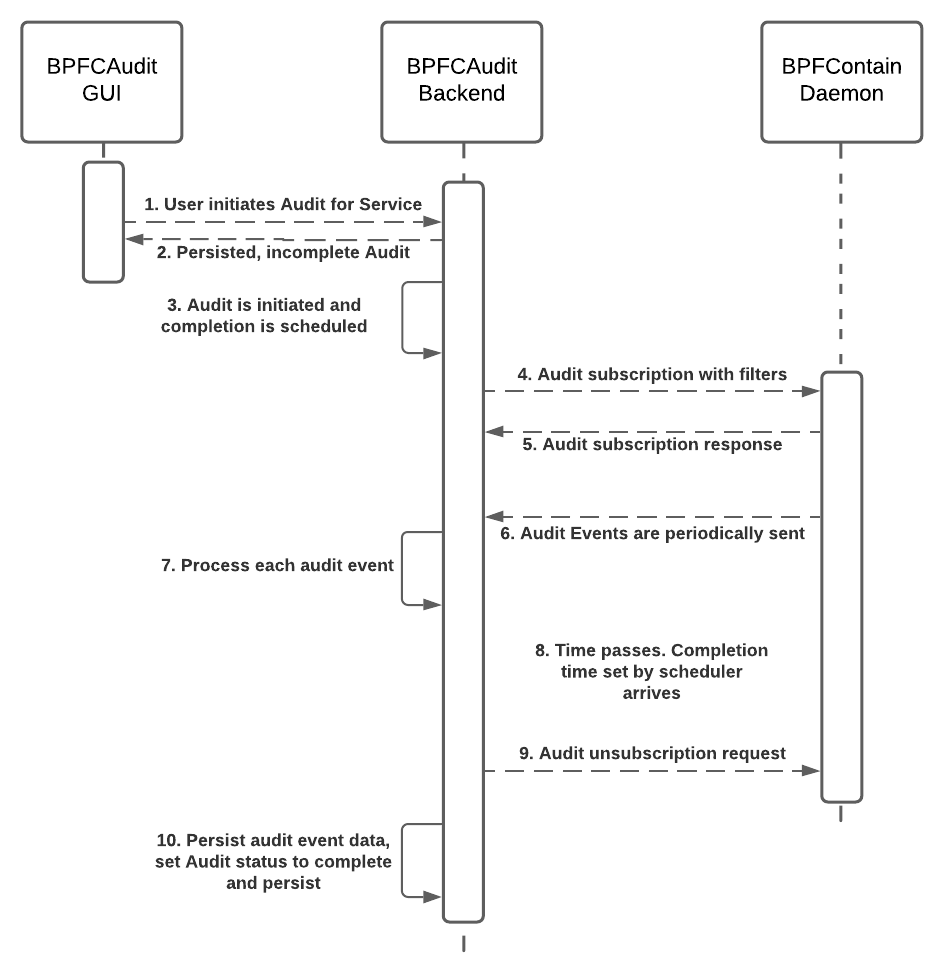 BPFCAudit
GUI
BPFCAudit
Backend
BPFContain
Daemon
1. User initiates Audit for Service
2. Persisted, incomplete Audit
3. Audit is initiated and
completion is scheduled
4. Audit subscription with filters
5. Audit subscription response
6. Audit Events are periodically sent
7. Process each audit event
8. Time passes. Completion
time set by scheduler
arrives
9. Audit unsubscription request
10. Persist audit event data,
set Audit status to complete
and persist